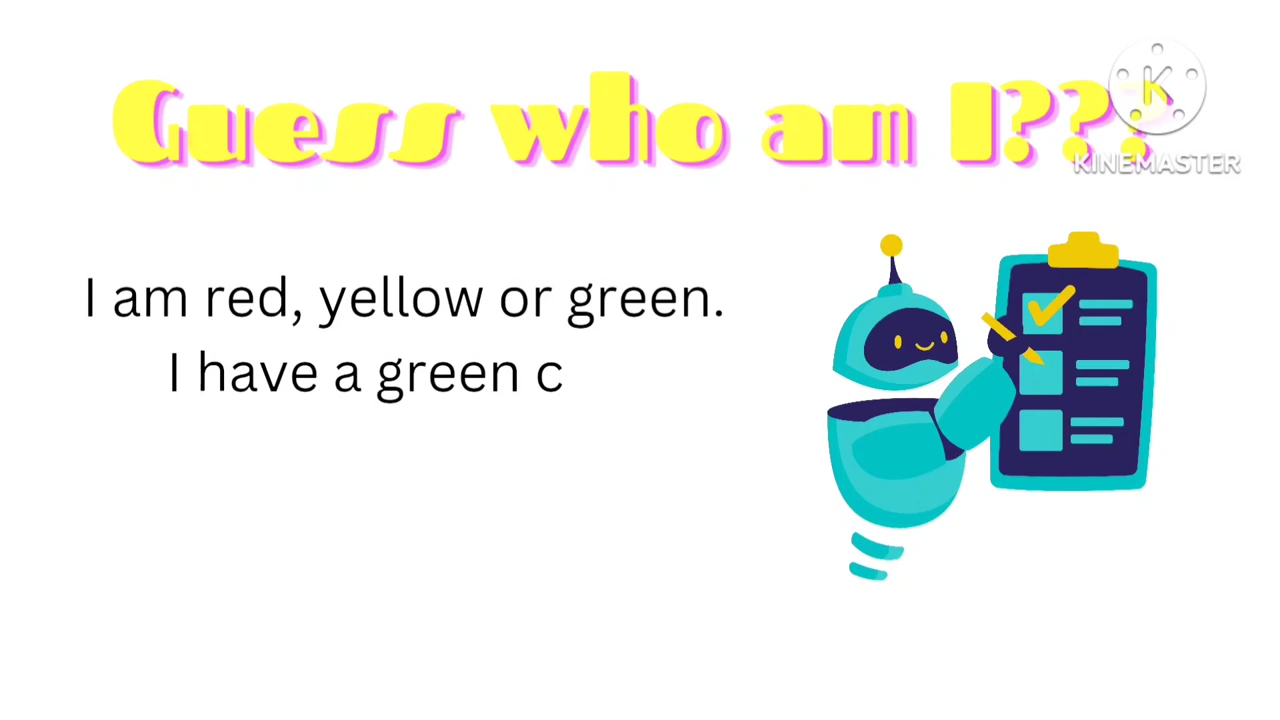 Guess who am I???
K
KINEMASTER
I am red, yellow or green.
I have a green c